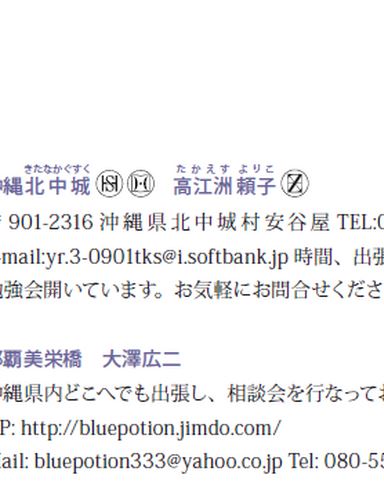 きたなかぐすく たかえす よりこ
縄北中城 高江洲 頼子
901-2316 沖縄県北中城村安谷屋 TEL:0
-mail:yr.3-0901tks@i.softbank.jp 時間、出張
強会開いています。お気軽にお問合せくださ
覇美栄橋 大澤広二
縄県内どこへでも出張し、相談会を行なってお
P: http://bluepotion.jimdo.com/
ail: bluepotion333@yahoo.co.jp Tel: 080-55